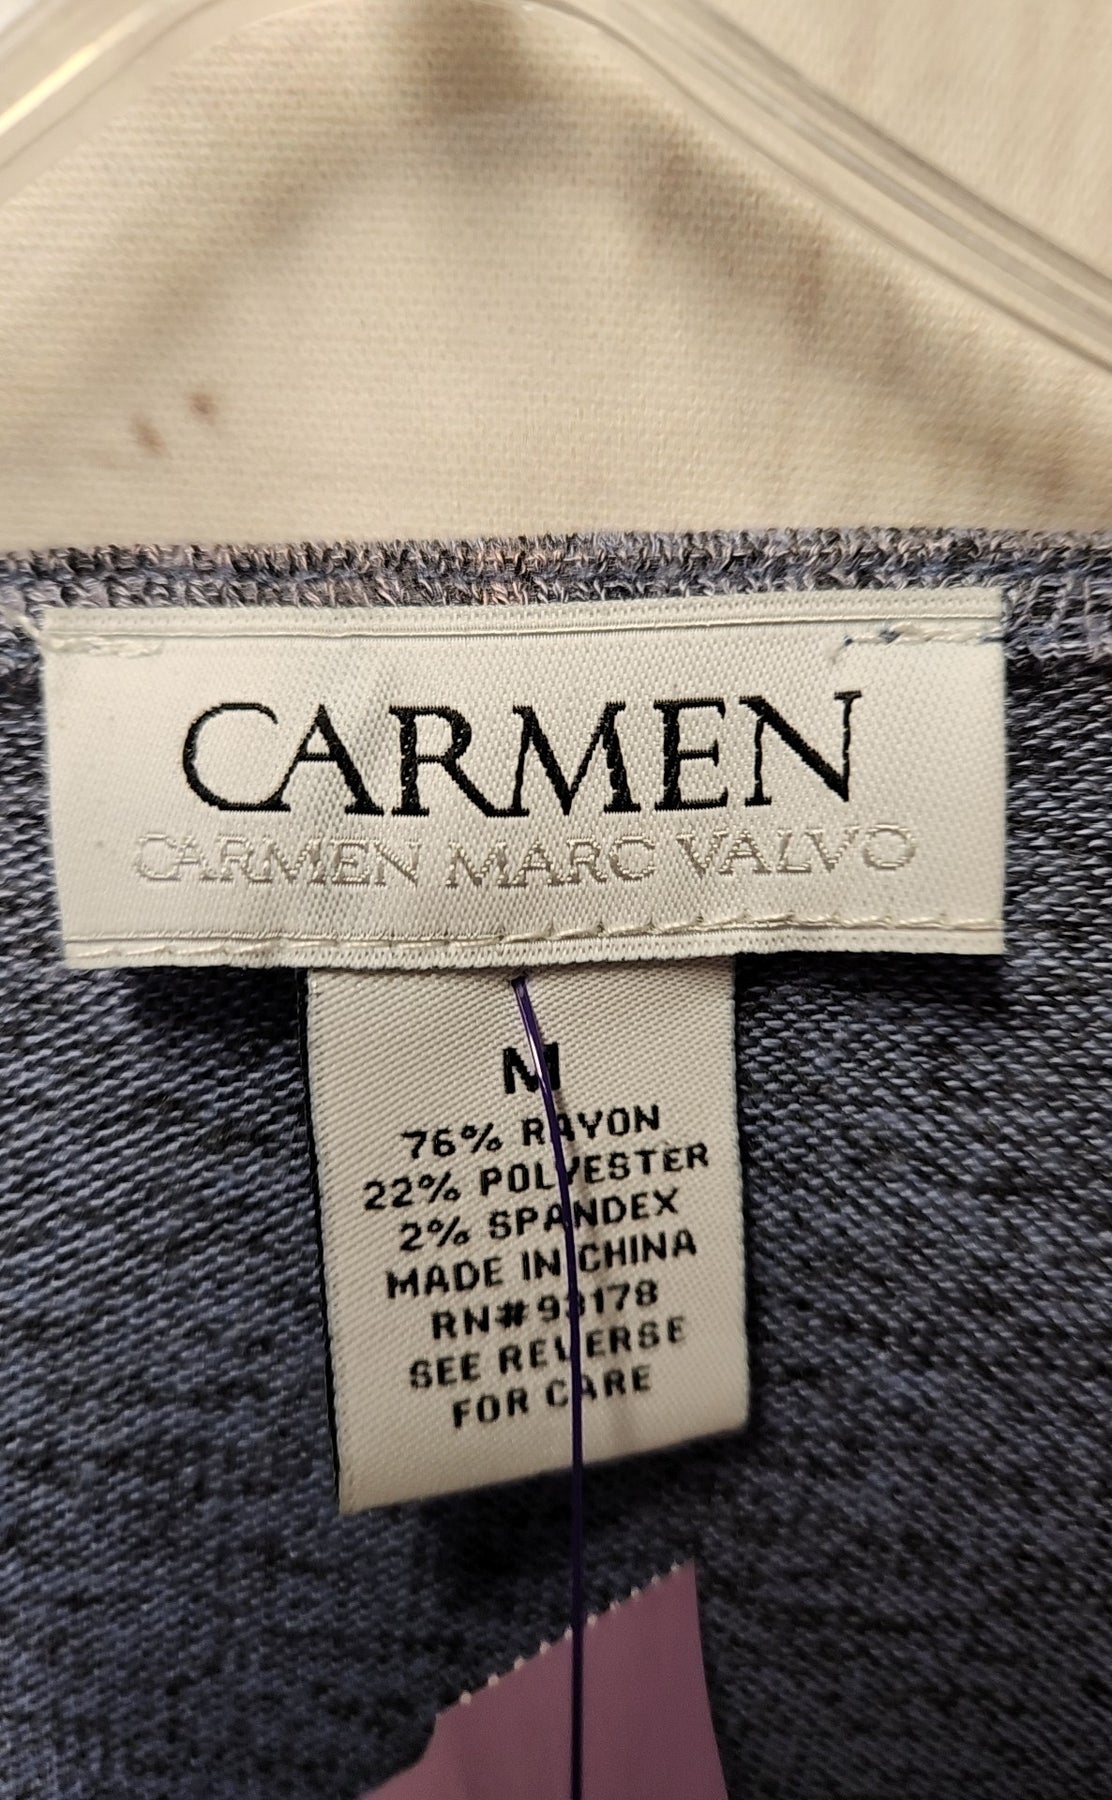 CARMEN
CARMEN MARC VALVO
M
76% RAYON
22% POLYESTER
2% SPANDEX
MADE IN CHINA
RN#93178
SEE REVERSE
FOR CARE